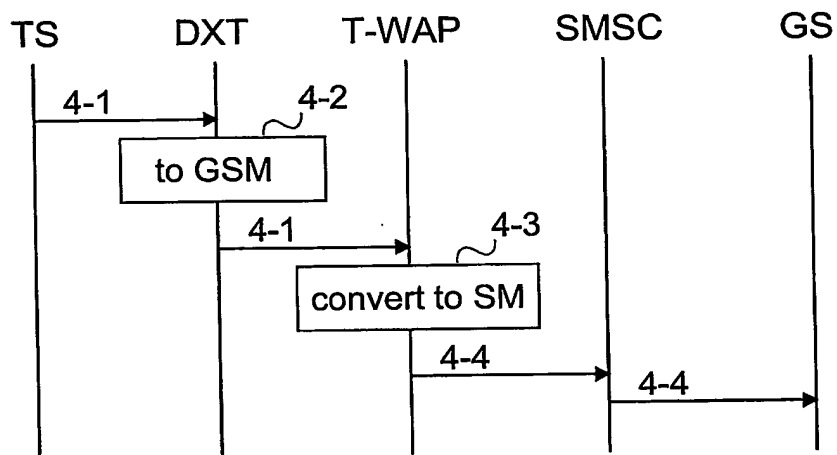 TS DXT T-WAP SMSC GS
4-1
4-2
to GSM
4-1
4-3
convert to SM
4-4
4-4